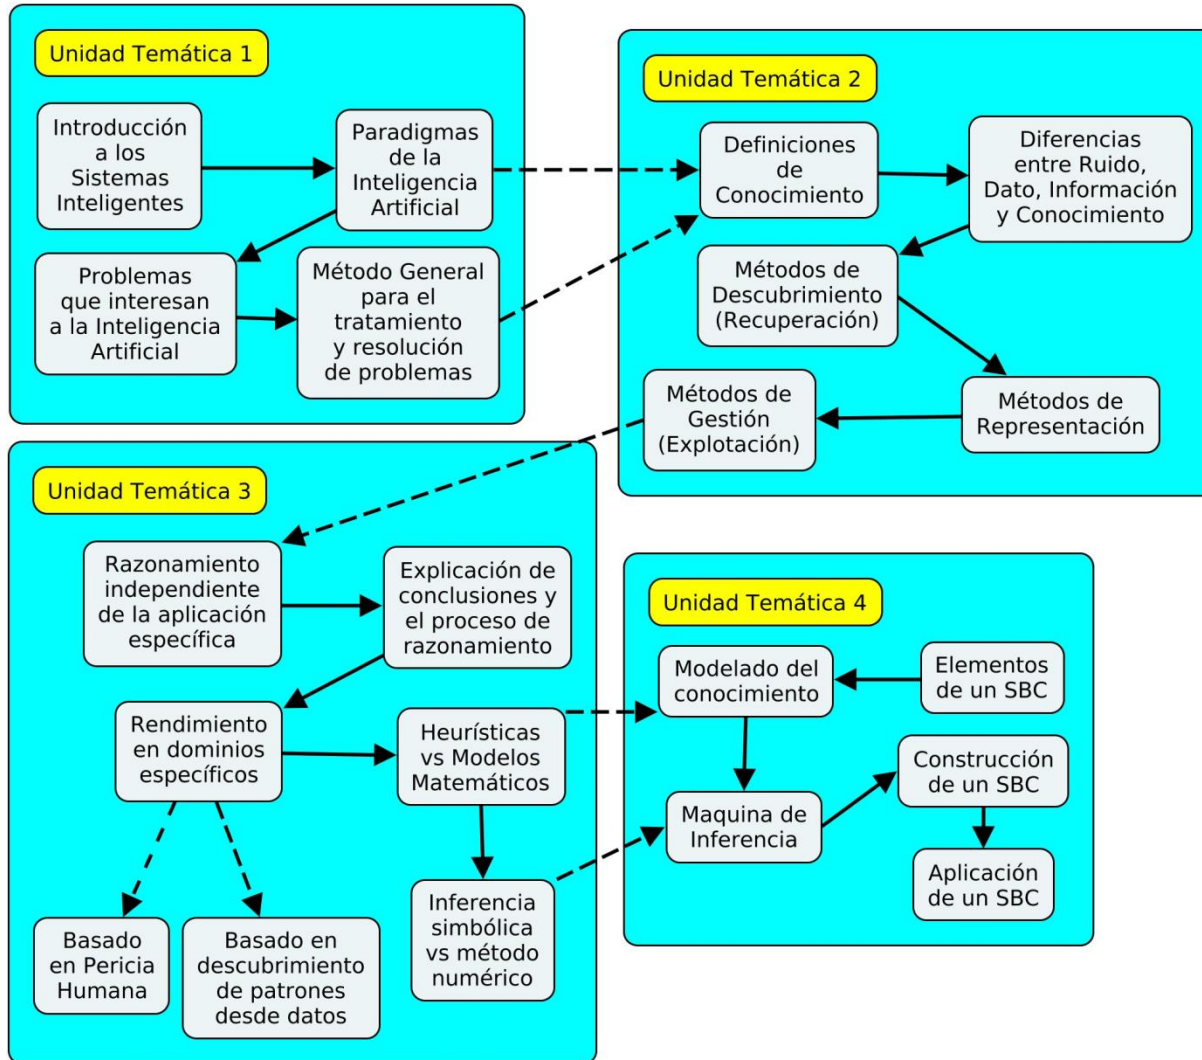 Unidad Temática 1
Introducción
a los
Sistemas
Inteligentes
Paradigmas
de la
Inteligencia
Artificial
Problemas
que interesan
a la Inteligencia
Artificial
Método General
para el
tratamiento
y resolución
de problemas
Unidad Temática 2
Definiciones
de
Conocimiento
Diferencias
entre Ruido,
Dato, Información
y Conocimiento
Métodos de
Descubrimiento
(Recuperación)
Métodos de
Representación
Métodos de
Gestión
(Explotación)
Unidad Temática 3
Razonamiento
independiente
de la aplicación
específica
Explicación de
conclusiones y
el proceso de
razonamiento
Rendimiento
en dominios
específicos
Heurísticas
vs Modelos
Matemáticos
Basado
en Pericia
Humana
Basado en
descubrimiento
de patrones
desde datos
Inferencia
simbólica
vs método
numérico
Unidad Temática 4
Modelado del
conocimiento
Elementos
de un SBC
Maquina de
Inferencia
Construcción
de un SBC
Aplicación
de un SBC